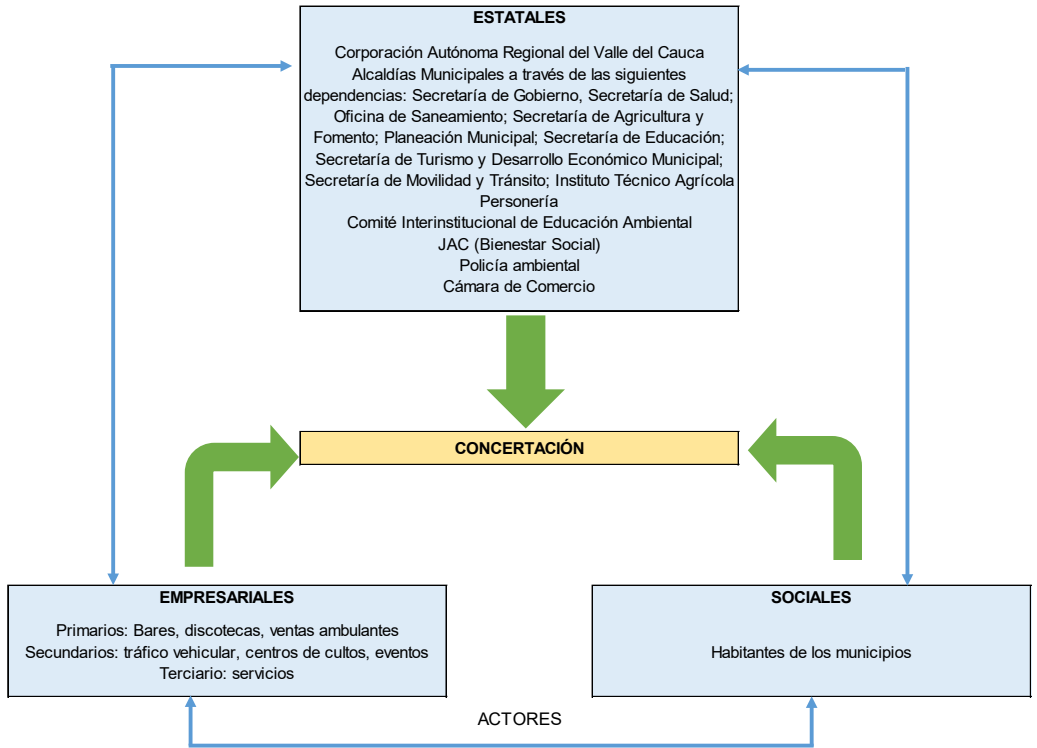 ESTATALES
Corporación Autónoma Regional del Valle del Cauca
Alcaldías Municipales a través de las siguientes
dependencias: Secretaría de Gobierno, Secretaría de Salud;
Oficina de Saneamiento; Secretaría de Agricultura y
Fomento; Planeación Municipal; Secretaría de Educación;
Secretaría de Turismo y Desarrollo Económico Municipal;
Secretaría de Movilidad y Tránsito; Instituto Técnico Agrícola
Personería
Comité Interinstitucional de Educación Ambiental
JAC (Bienestar Social)
Policía ambiental
Cámara de Comercio
CONCERTACIÓN
EMPRESARIALES
Primarios: Bares, discotecas, ventas ambulantes
Secundarios: tráfico vehicular, centros de cultos, eventos
Terciario: servicios
SOCIALES
Habitantes de los municipios
ACTORES